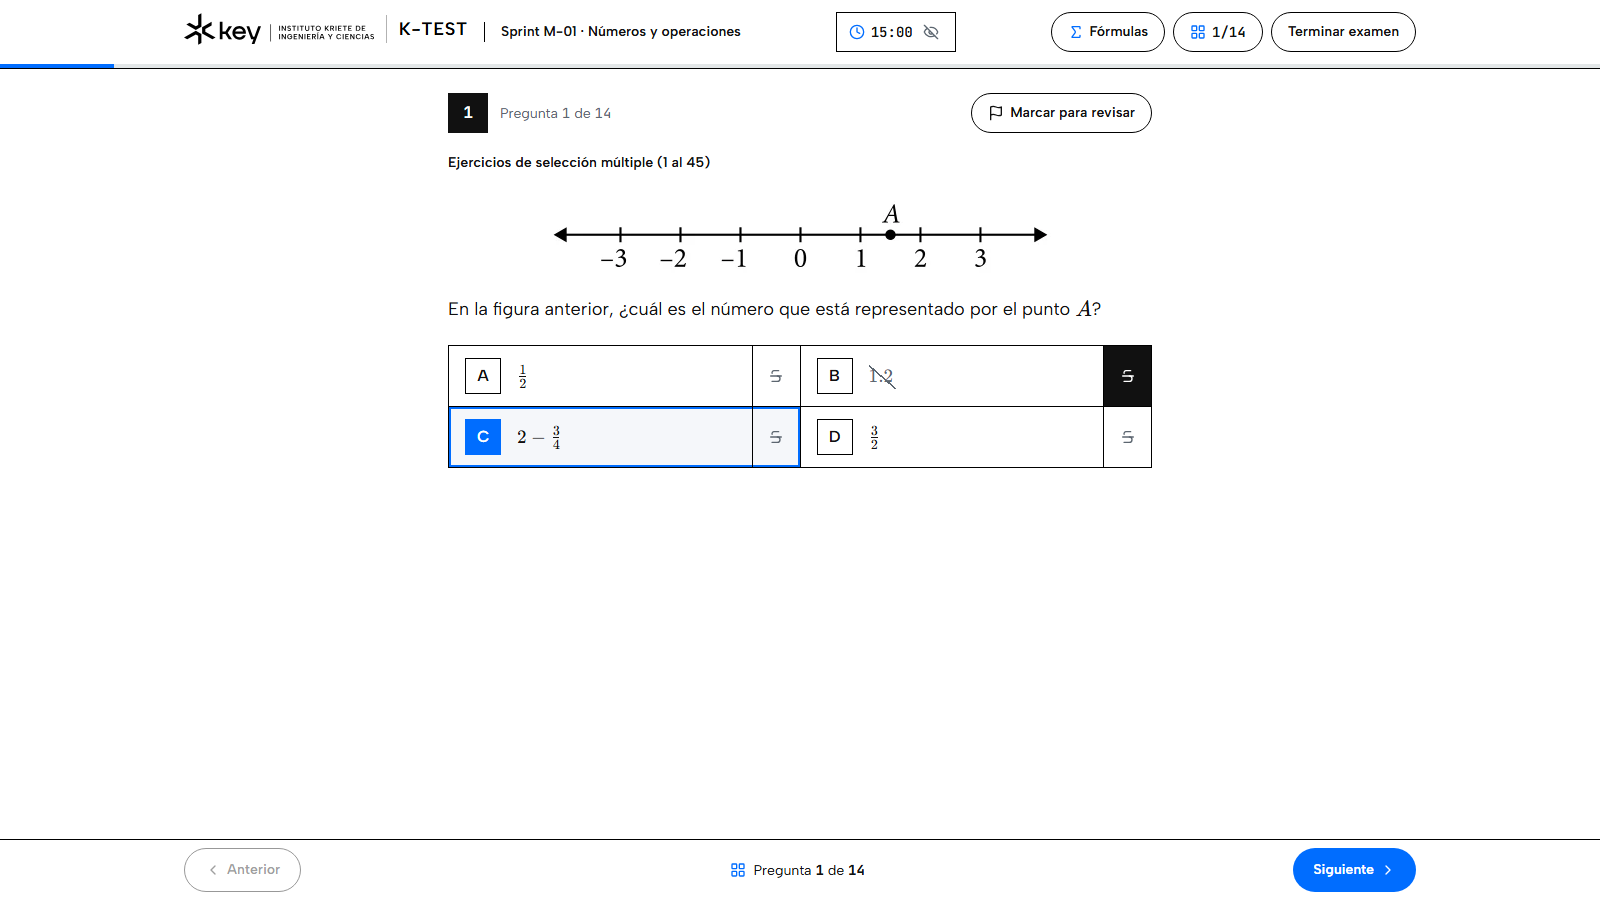 key INSTITUTO KRIETE DE INGENIERÍA Y CIENCIAS K-TEST Sprint M-01 · Números y operaciones 15:00 Fórmulas 1/14 Terminar examen
1 Pregunta 1 de 14 Marcar para revisar
Ejercicios de selección múltiple (1 al 45)
A
−3 −2 −1 0 1 2 3
En la figura anterior, ¿cuál es el número que está representado por el punto A?
A 1/2 S B 1.2 S
C 2 − 3/4 S D 3/2 S
Anterior Pregunta 1 de 14 Siguiente